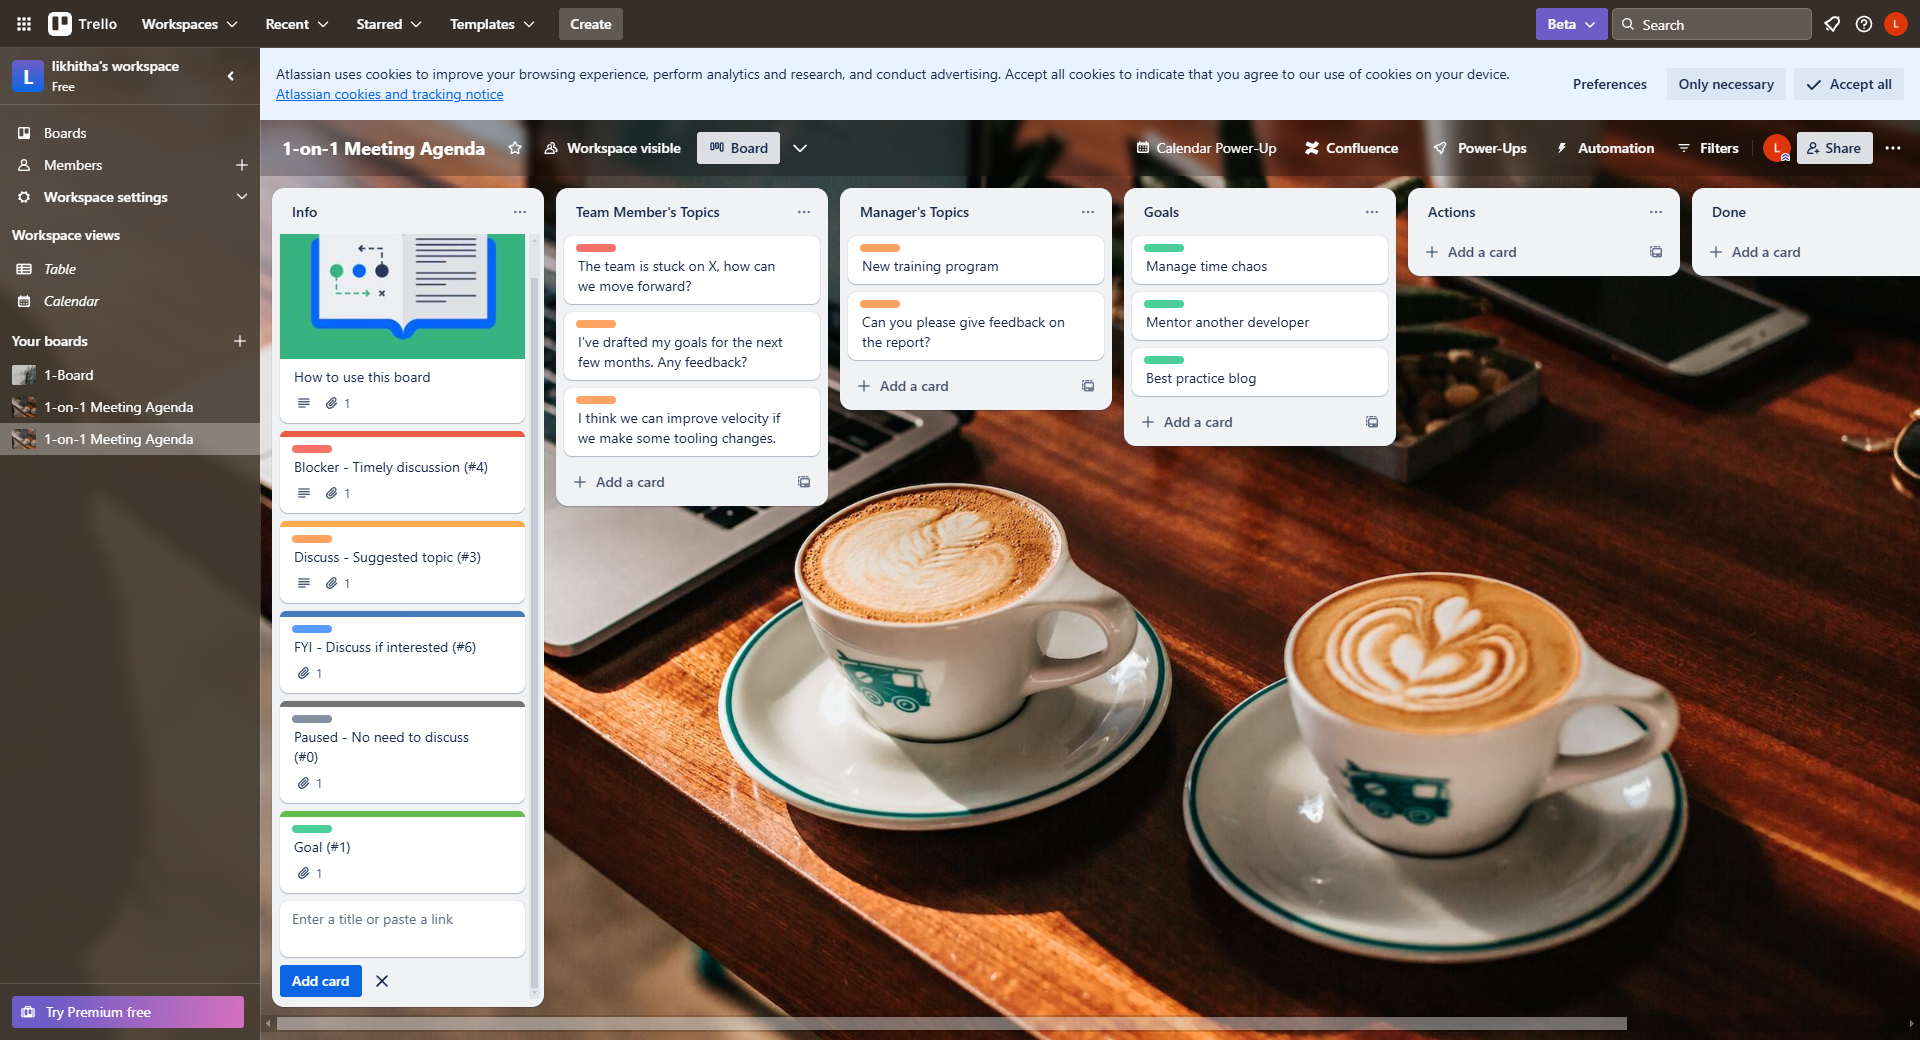 Trello
Workspaces
Recent
Starred
Templates
Create
Beta
Search
L
L
likhitha's workspace
Free
Boards
Members
Workspace settings
Workspace views
Table
Calendar
Your boards
1-Board
1-on-1 Meeting Agenda
1-on-1 Meeting Agenda
Try Premium free
Atlassian uses cookies to improve your browsing experience, perform analytics and research, and conduct advertising. Accept all cookies to indicate that you agree to our use of cookies on your device.
Atlassian cookies and tracking notice
Preferences
Only necessary
Accept all
1-on-1 Meeting Agenda
Workspace visible
Board
Calendar Power-Up
Confluence
Power-Ups
Automation
Filters
L
Share
Info
How to use this board
1
Blocker - Timely discussion (#4)
1
Discuss - Suggested topic (#3)
1
FYI - Discuss if interested (#6)
1
Paused - No need to discuss
(#0)
1
Goal (#1)
1
Enter a title or paste a link
Add card
Team Member's Topics
The team is stuck on X, how can
we move forward?
I've drafted my goals for the next
few months. Any feedback?
I think we can improve velocity if
we make some tooling changes.
Add a card
Manager's Topics
New training program
Can you please give feedback on
the report?
Add a card
Goals
Manage time chaos
Mentor another developer
Best practice blog
Add a card
Actions
Add a card
Done
Add a card